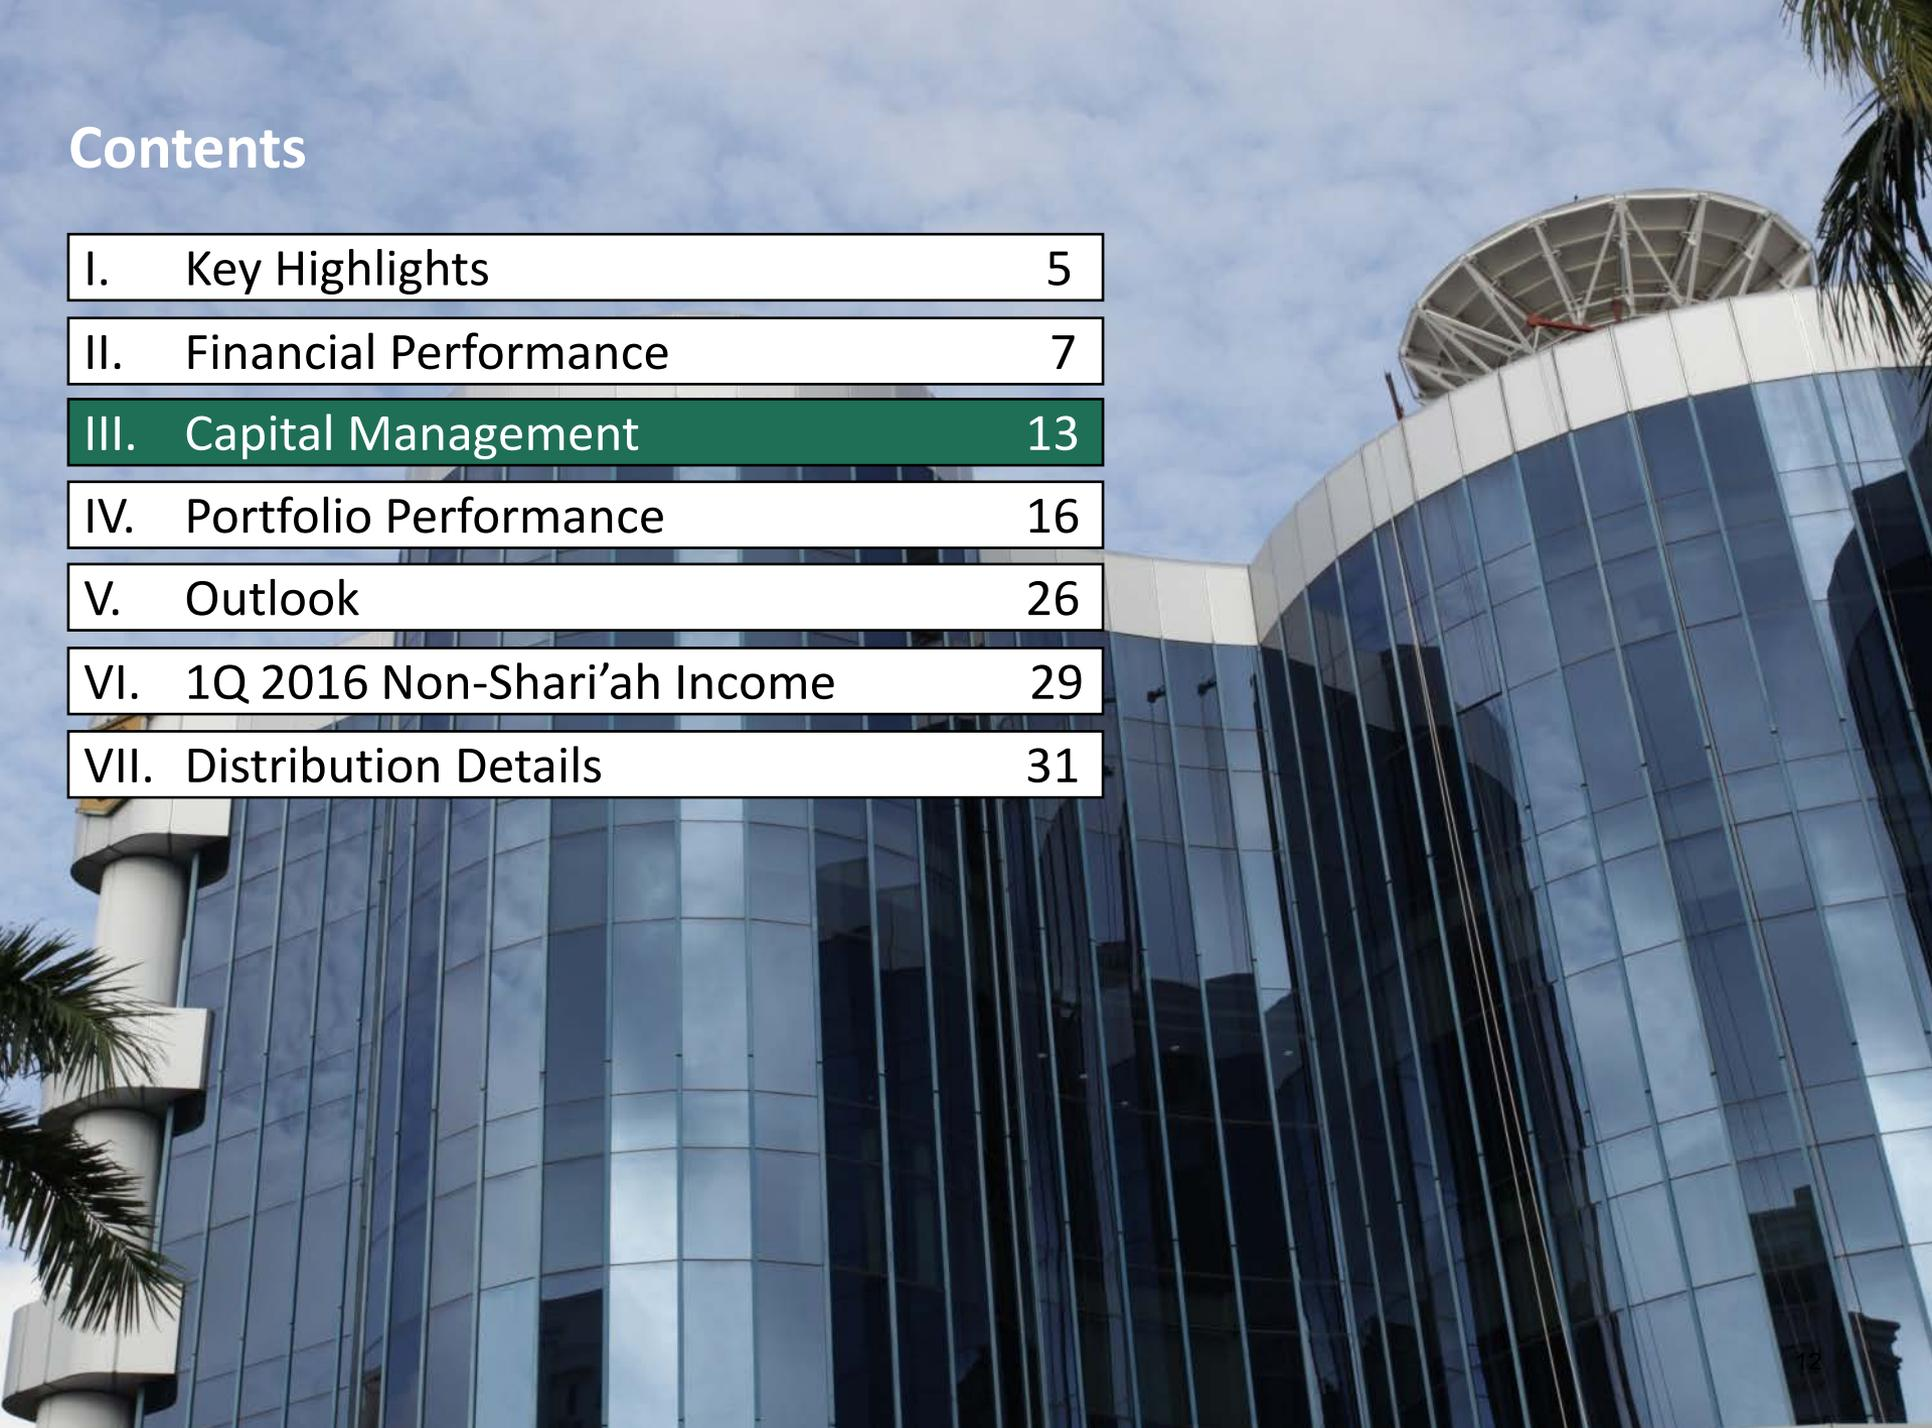 Contents
I. Key Highlights 5
II. Financial Performance 7
III. Capital Management 13
IV. Portfolio Performance 16
V. Outlook 26
VI. 1Q 2016 Non-Shari’ah Income 29
VII. Distribution Details 31
12